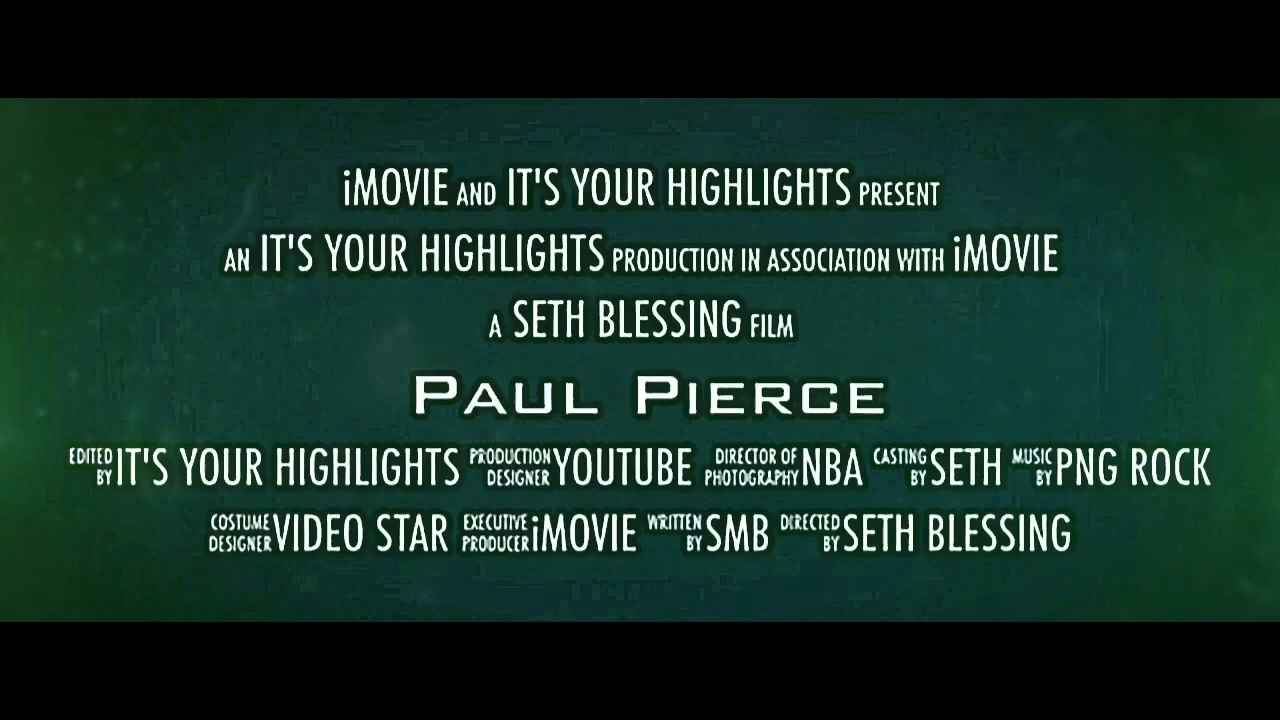 iMOVIE AND IT'S YOUR HIGHLIGHTS PRESENT
AN IT'S YOUR HIGHLIGHTS PRODUCTION IN ASSOCIATION WITH iMOVIE
A SETH BLESSING FILM
PAUL PIERCE
EDITED BY IT'S YOUR HIGHLIGHTS PRODUCTION DESIGNER YOUTUBE DIRECTOR OF PHOTOGRAPHY NBA CASTING BY SETH MUSIC BY PNG ROCK
COSTUME DESIGNER VIDEO STAR EXECUTIVE PRODUCER iMOVIE WRITTEN BY SMB DIRECTED BY SETH BLESSING